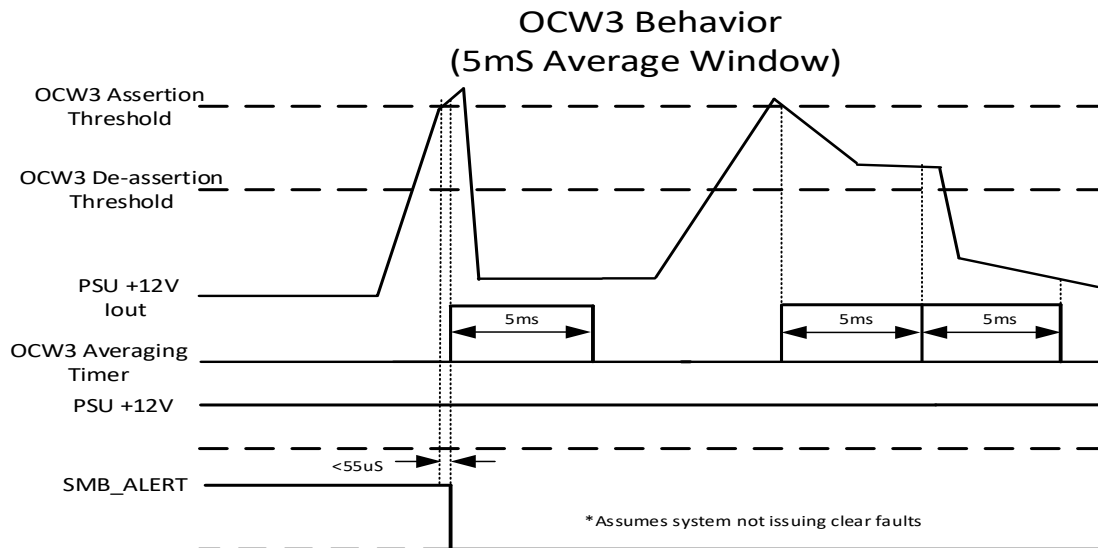 OCW3 Behavior
(5mS Average Window)
OCW3 Assertion
Threshold
OCW3 De-assertion
Threshold
PSU +12V
Iout
5ms
5ms
5ms
OCW3 Averaging
Timer
PSU +12V
<55uS
SMB_ALERT
*Assumes system not issuing clear faults